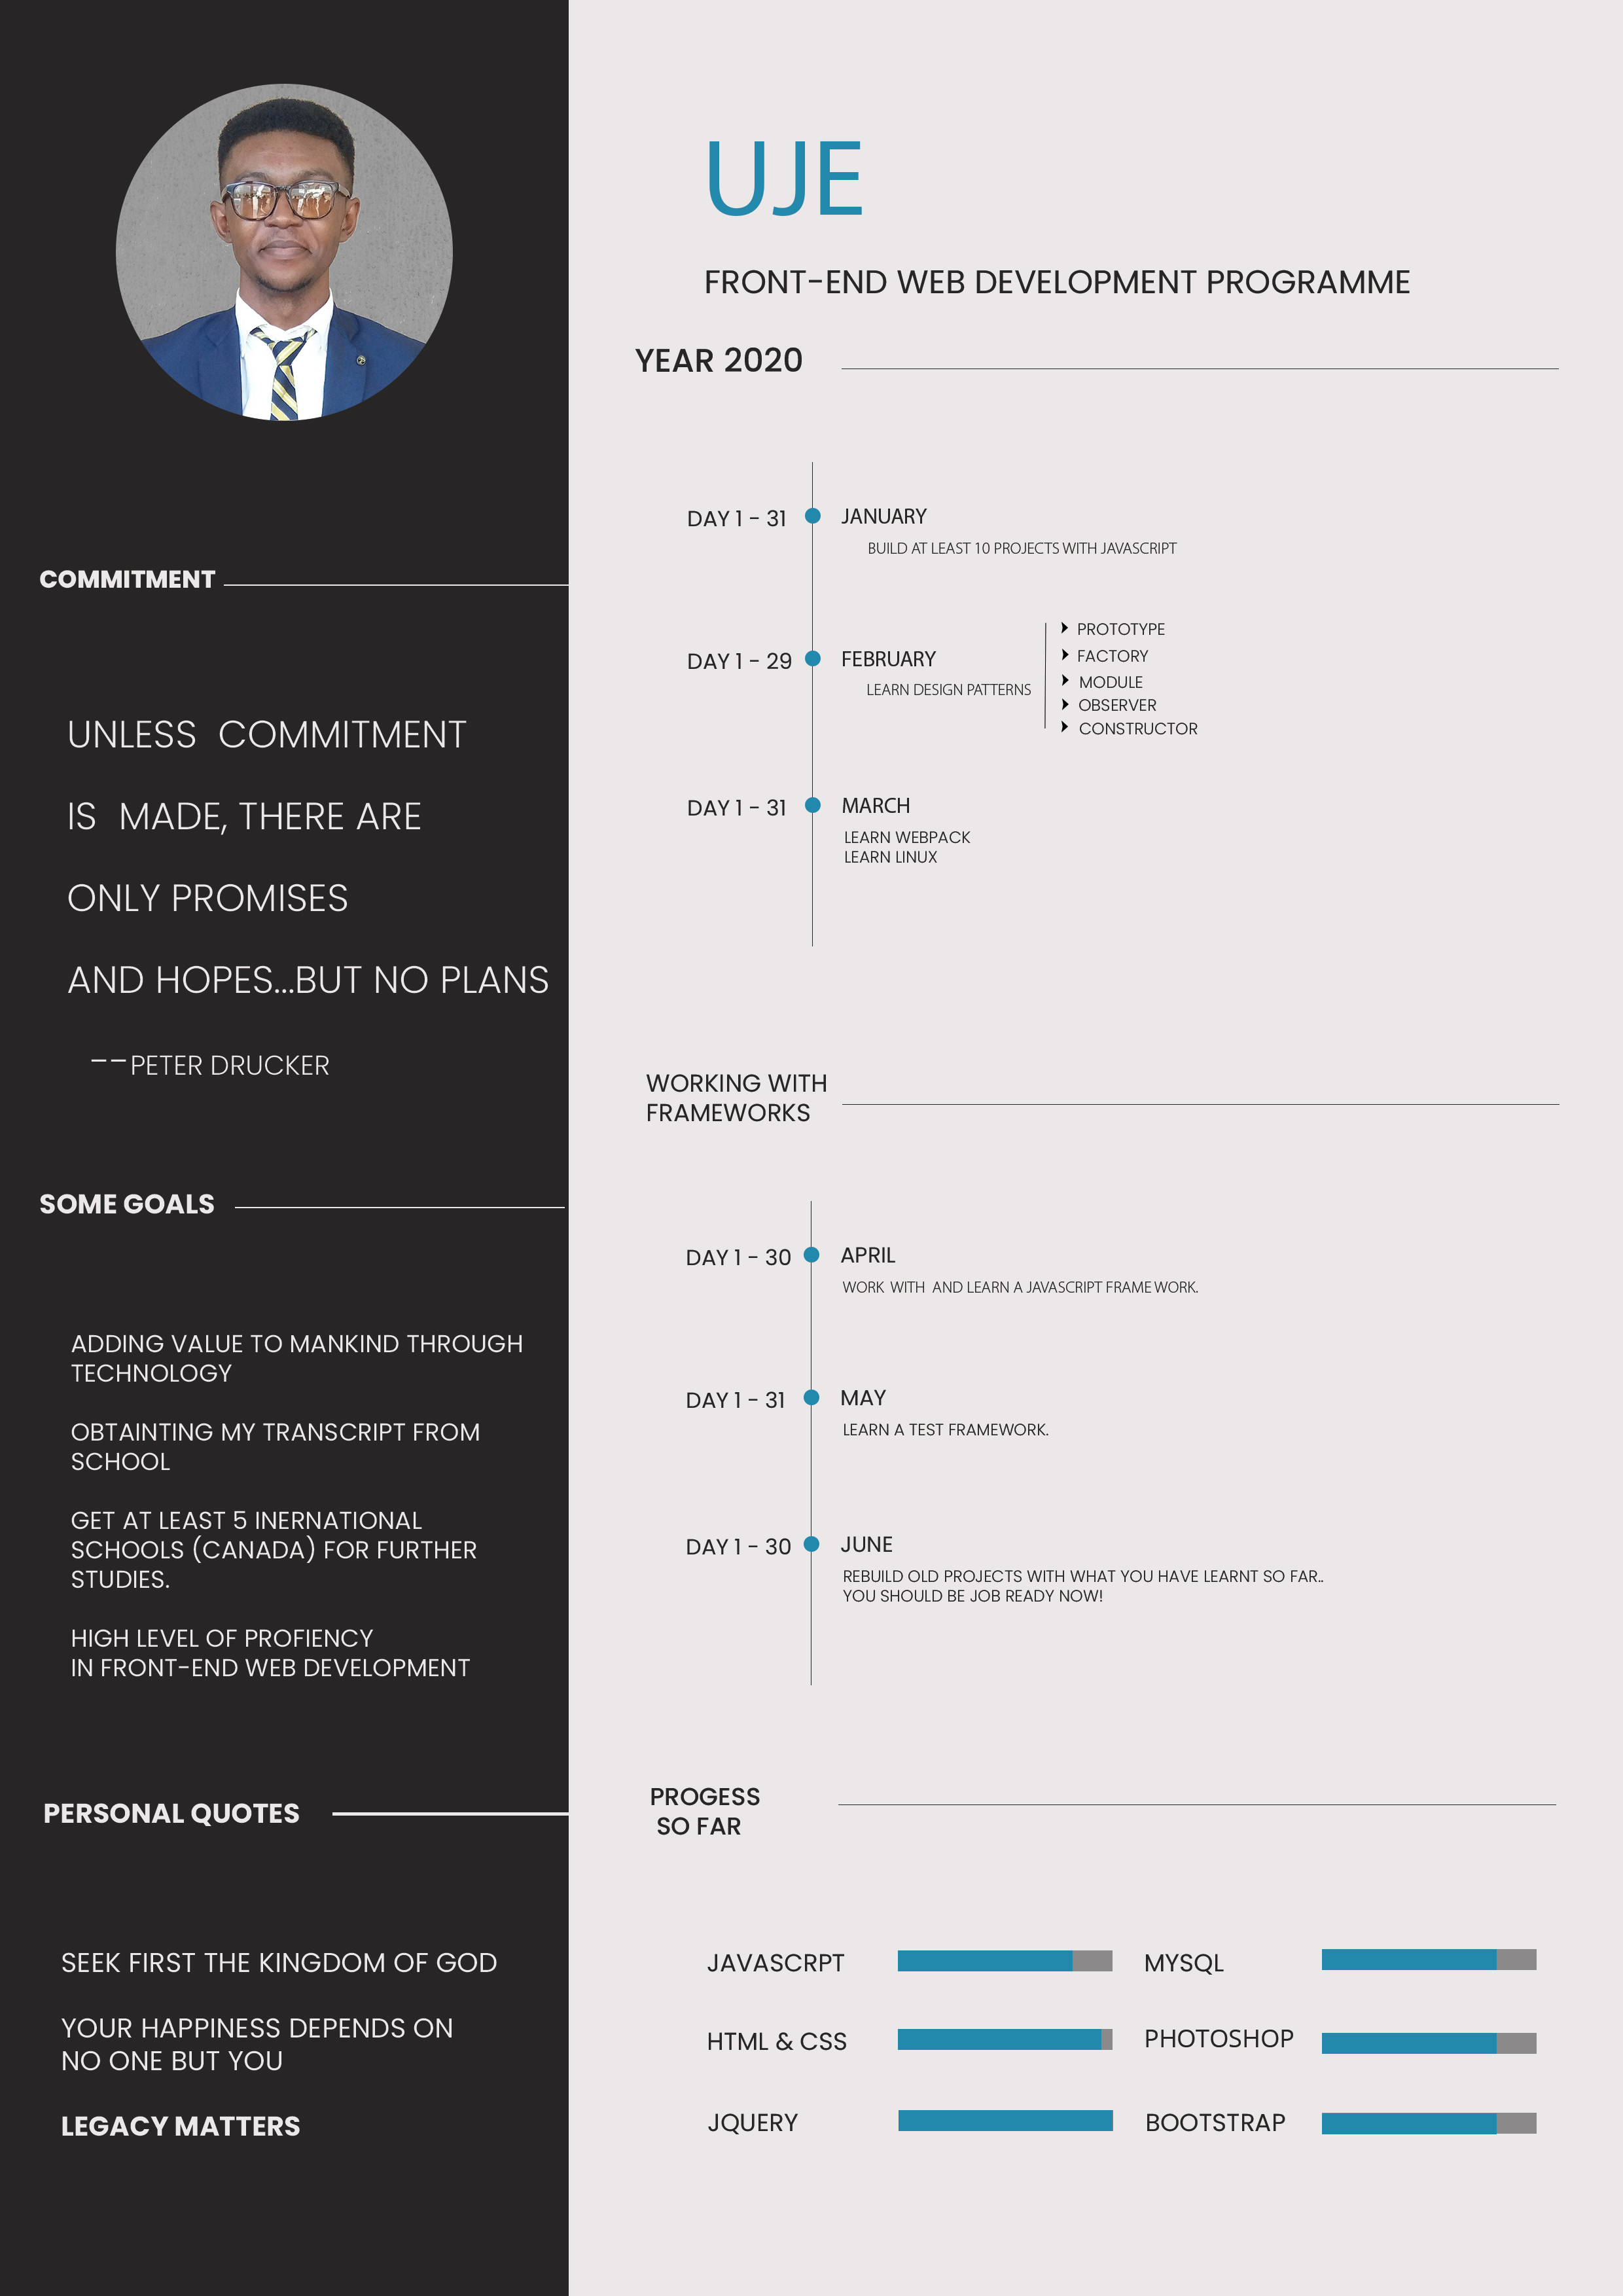 COMMITMENT
UNLESS COMMITMENT
IS MADE, THERE ARE
ONLY PROMISES
AND HOPES...BUT NO PLANS
--PETER DRUCKER
SOME GOALS
ADDING VALUE TO MANKIND THROUGH
TECHNOLOGY
OBTAINTING MY TRANSCRIPT FROM
SCHOOL
GET AT LEAST 5 INERNATIONAL
SCHOOLS (CANADA) FOR FURTHER
STUDIES.
HIGH LEVEL OF PROFIENCY
IN FRONT-END WEB DEVELOPMENT
PERSONAL QUOTES
SEEK FIRST THE KINGDOM OF GOD
YOUR HAPPINESS DEPENDS ON
NO ONE BUT YOU
LEGACY MATTERS
UJE
FRONT-END WEB DEVELOPMENT PROGRAMME
YEAR 2020
DAY 1 - 31 JANUARY
BUILD AT LEAST 10 PROJECTS WITH JAVASCRIPT
DAY 1 - 29 FEBRUARY
LEARN DESIGN PATTERNS
PROTOTYPE
FACTORY
MODULE
OBSERVER
CONSTRUCTOR
DAY 1 - 31 MARCH
LEARN WEBPACK
LEARN LINUX
WORKING WITH
FRAMEWORKS
DAY 1 - 30 APRIL
WORK WITH AND LEARN A JAVASCRIPT FRAME WORK.
DAY 1 - 31 MAY
LEARN A TEST FRAMEWORK.
DAY 1 - 30 JUNE
REBUILD OLD PROJECTS WITH WHAT YOU HAVE LEARNT SO FAR..
YOU SHOULD BE JOB READY NOW!
PROGESS
SO FAR
JAVASCRPT MYSQL
HTML & CSS PHOTOSHOP
JQUERY BOOTSTRAP